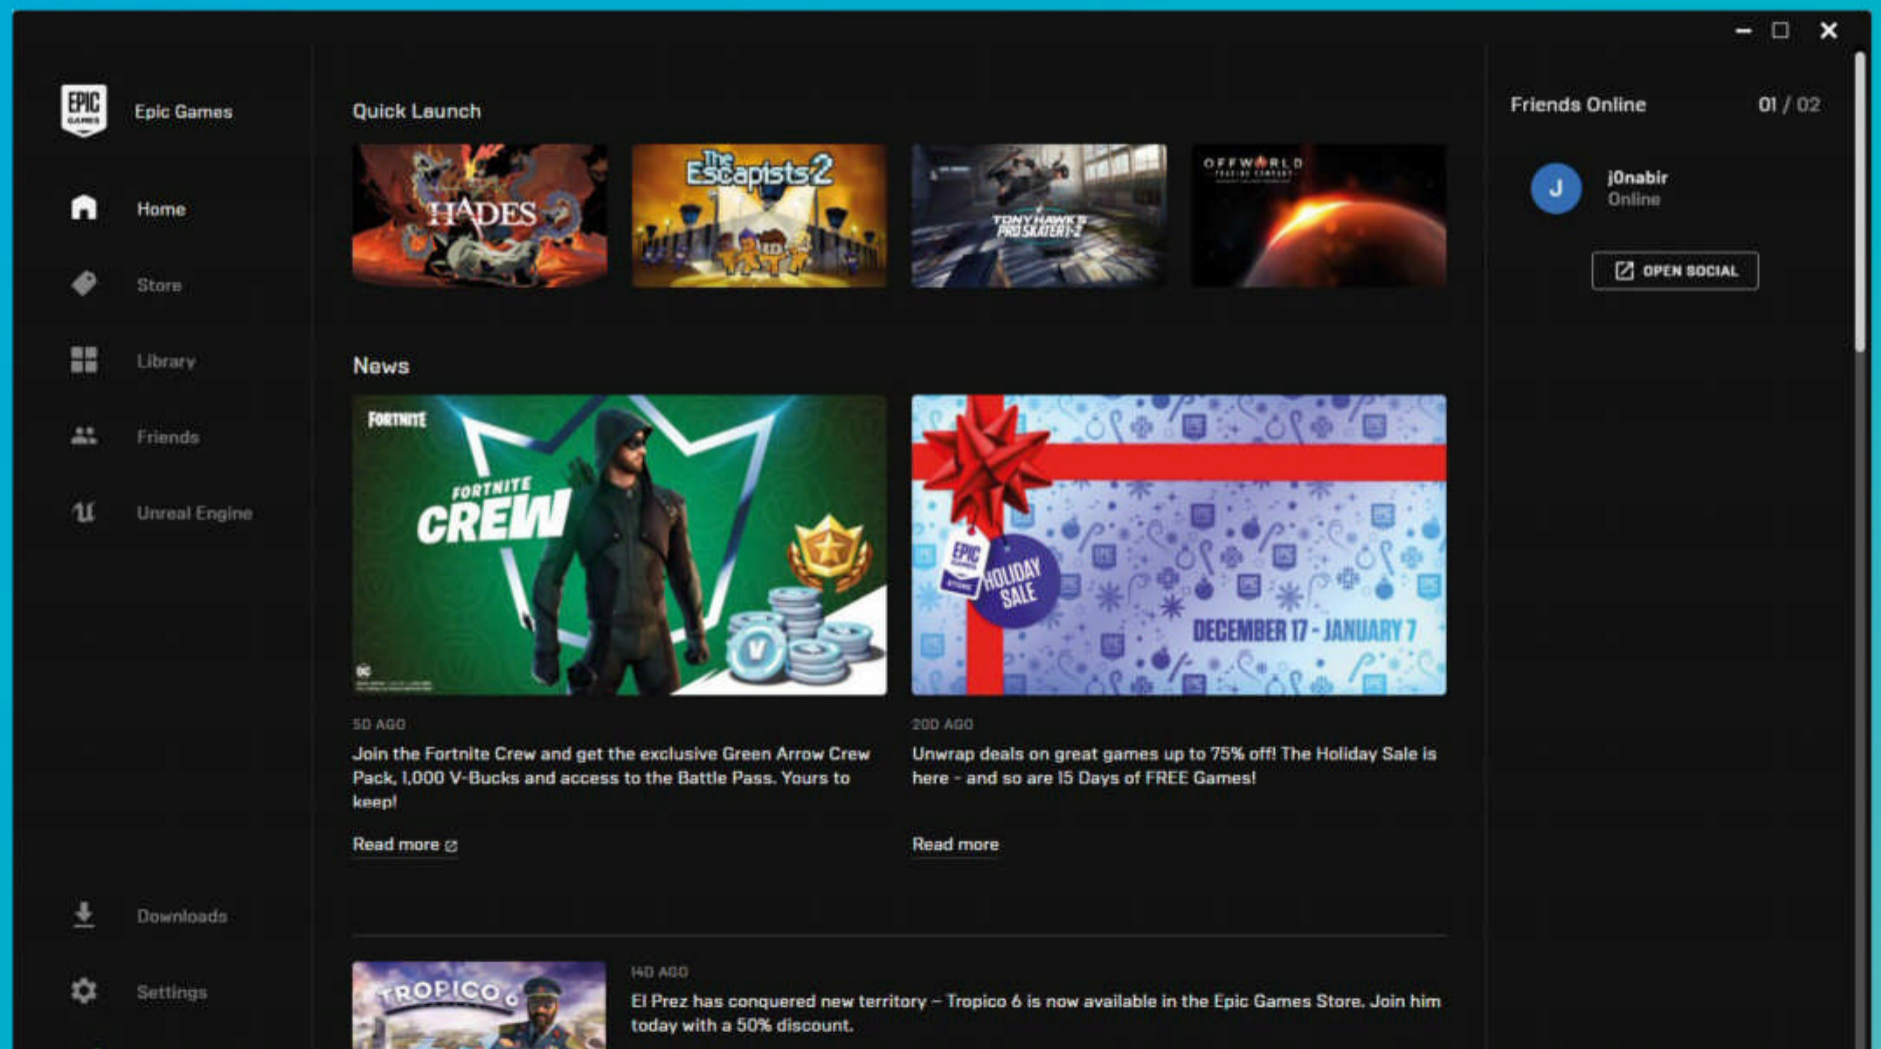 EPIC
GAMES
Epic Games
Home
Store
Library
Friends
Unreal Engine
Downloads
Settings
Quick Launch
HADES
The
Escapists 2
TONY HAWK'S
PRO SKATER 1+2
OFFWORLD
TRADING COMPANY
News
FORTNITE
FORTNITE
CREW
V
DC
5D AGO
Join the Fortnite Crew and get the exclusive Green Arrow Crew
Pack, 1,000 V-Bucks and access to the Battle Pass. Yours to
keep!
Read more
EPIC
GAMES
STORE
HOLIDAY
SALE
DECEMBER 17 - JANUARY 7
20D AGO
Unwrap deals on great games up to 75% off! The Holiday Sale is
here - and so are 15 Days of FREE Games!
Read more
TROPICO 6
14D AGO
El Prez has conquered new territory – Tropico 6 is now available in the Epic Games Store. Join him
today with a 50% discount.
Friends Online
01 / 02
J
j0nabir
Online
OPEN SOCIAL